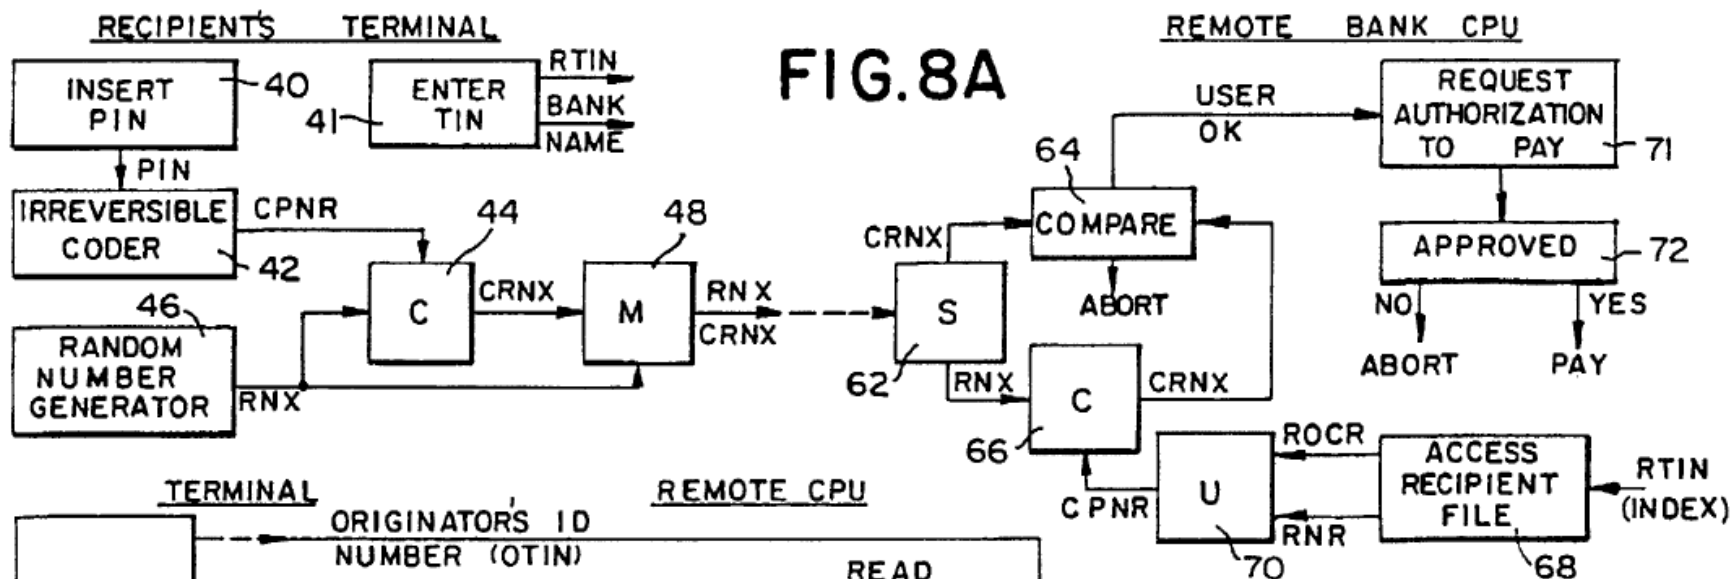 RECIPIENT'S TERMINAL
REMOTE BANK CPU
FIG.8A
INSERT
PIN
40
ENTER
TIN
41
RTIN
BANK
NAME
PIN
IRREVERSIBLE
CODER
42
CPNR
44
C
46
RANDOM
NUMBER
GENERATOR
RNX
CRNX
48
M
RNX
CRNX
S
62
CRNX
RNX
64
COMPARE
ABORT
USER
OK
REQUEST
AUTHORIZATION
TO PAY
71
APPROVED
72
NO
YES
ABORT
PAY
C
66
CRNX
CPNR
U
70
ROCR
RNR
ACCESS
RECIPIENT
FILE
68
RTIN
(INDEX)
TERMINAL
REMOTE CPU
ORIGINATOR'S ID
NUMBER (OTIN)
READ